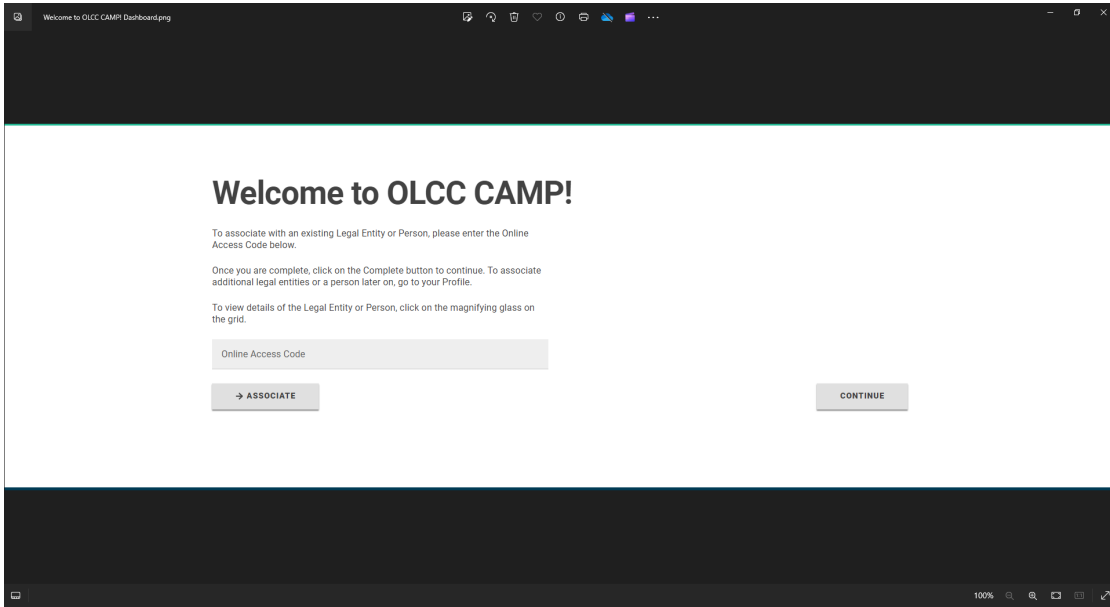 Welcome to OLCC CAMPI Dashboard.png
Welcome to OLCC CAMP!
To associate with an existing Legal Entity or Person, please enter the Online
Access Code below.
Once you are complete, click on the Complete button to continue. To associate
additional legal entities or a person later on, go to your Profile.
To view details of the Legal Entity or Person, click on the magnifying glass on
the grid.
Online Access Code
→ ASSOCIATE
CONTINUE
100%